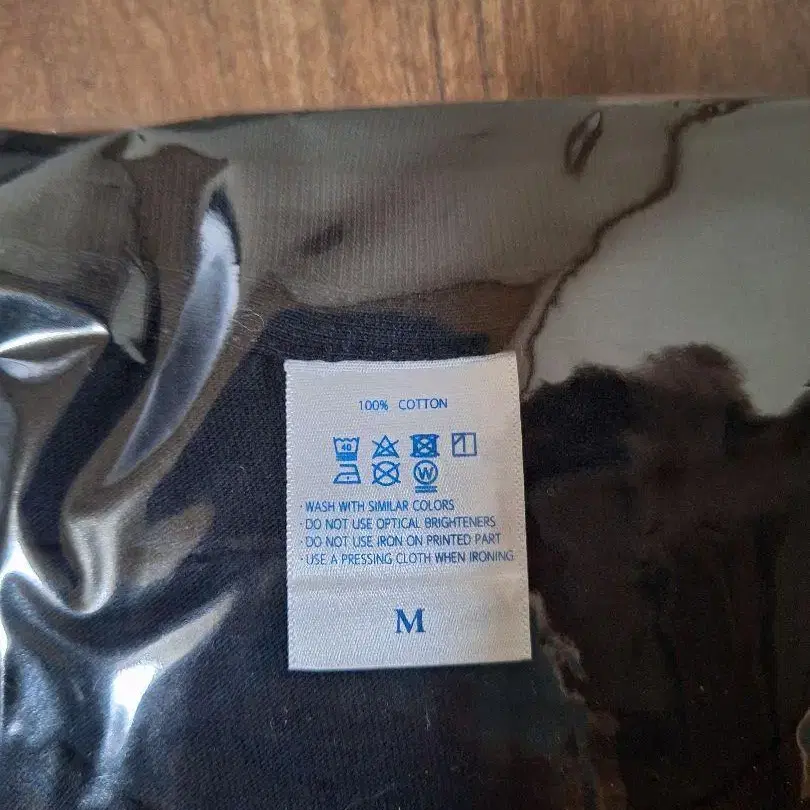 100% COTTON
40
W
·WASH WITH SIMILAR COLORS
·DO NOT USE OPTICAL BRIGHTENERS
·DO NOT USE IRON ON PRINTED PART
·USE A PRESSING CLOTH WHEN IRONING
M